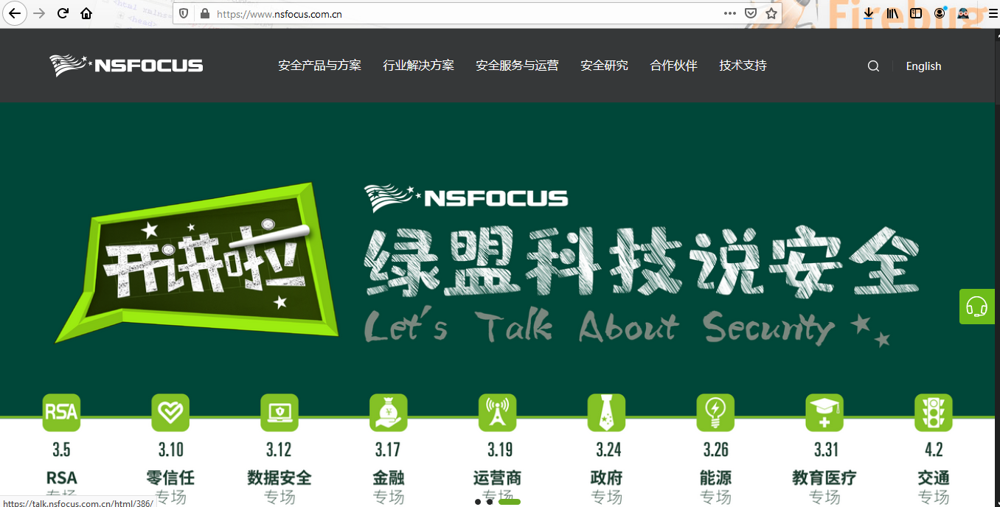 https://www.nsfocus.com.cn
Firebug
<html xmlns=
<head>
NSFOCUS
安全产品与方案 行业解决方案 安全服务与运营 安全研究 合作伙伴 技术支持
English
开讲啦
NSFOCUS
绿盟科技说安全
Let's Talk About Security
RSA
3.5 3.10 3.12 3.17 3.19 3.24 3.26 3.31 4.2
RSA 零信任 数据安全 金融 运营商 政府 能源 教育医疗 交通
专场 专场 专场 专场 专场 专场 专场 专场 专场
https://talk.nsfocus.com.cn/html/386/